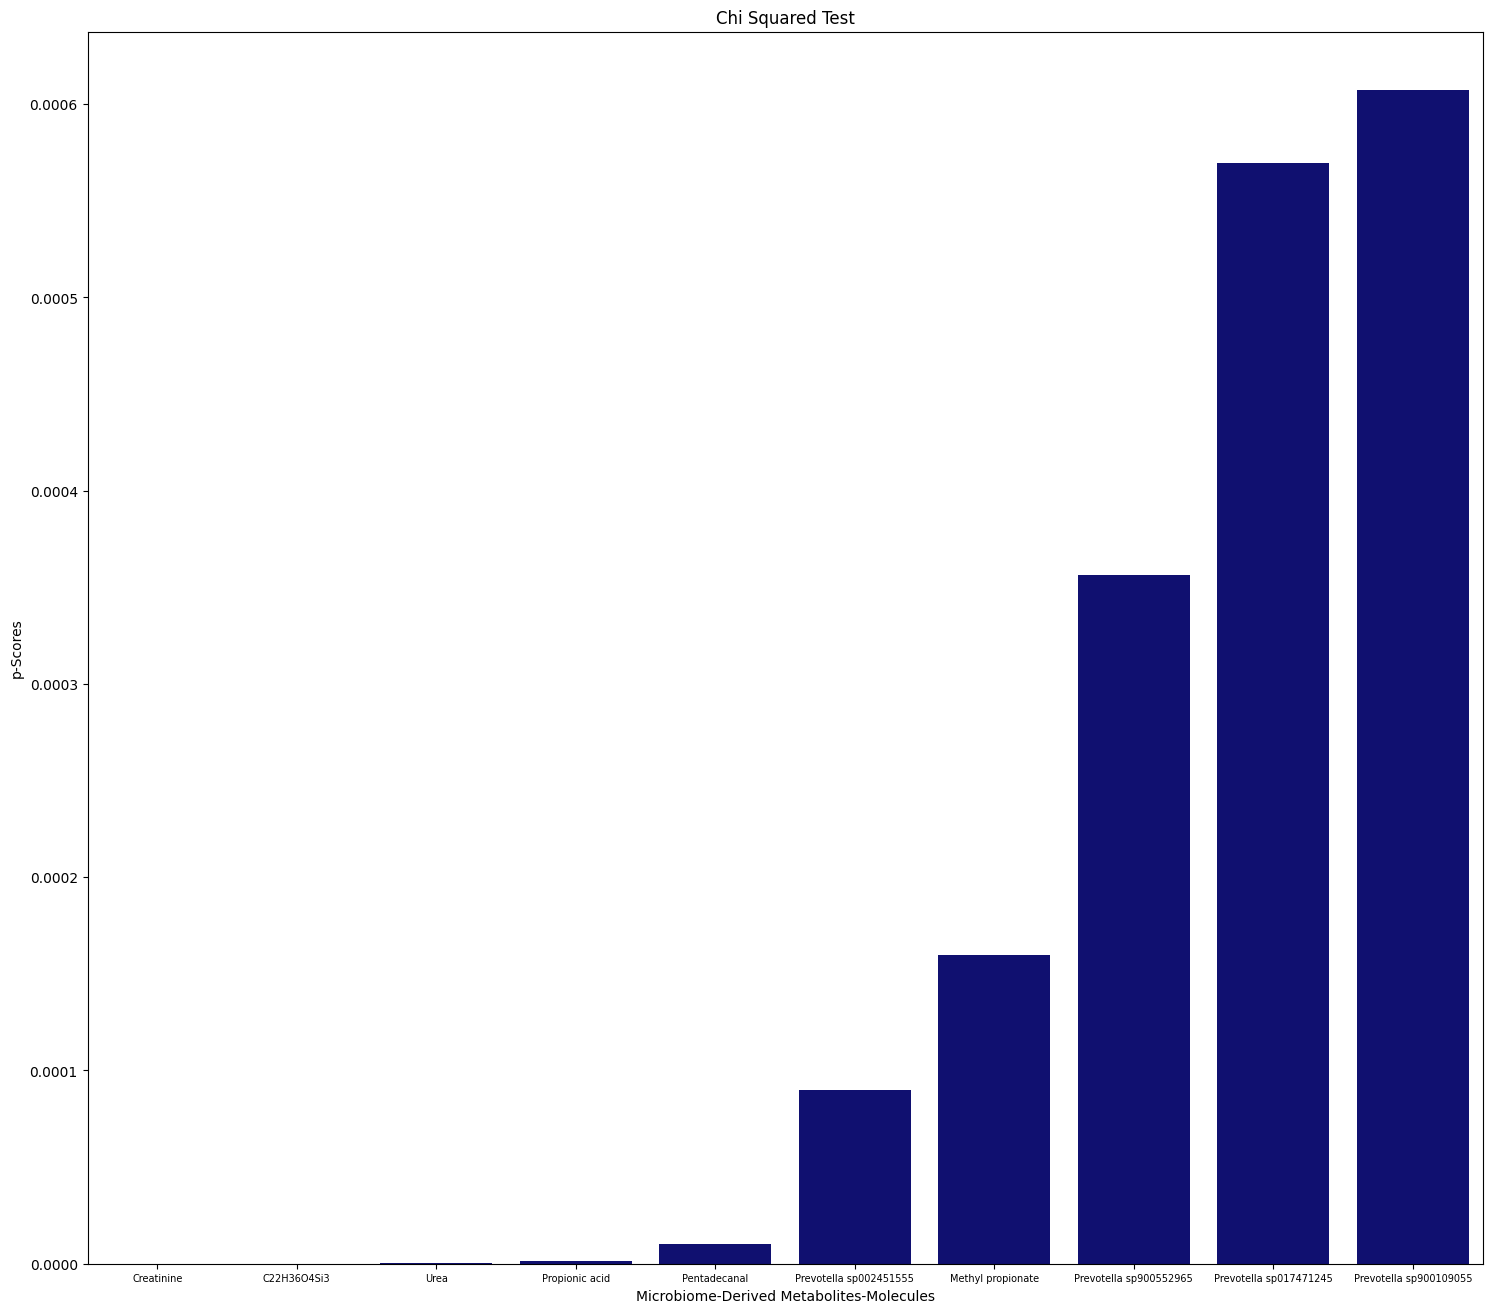 Chi Squared Test
0.0006
0.0005
0.0004
0.0003
0.0002
0.0001
0.0000
p-Scores
Creatinine C22H36O4Si3 Urea Propionic acid Pentadecanal Prevotella sp002451555 Methyl propionate Prevotella sp900552965 Prevotella sp017471245 Prevotella sp900109055
Microbiome-Derived Metabolites-Molecules